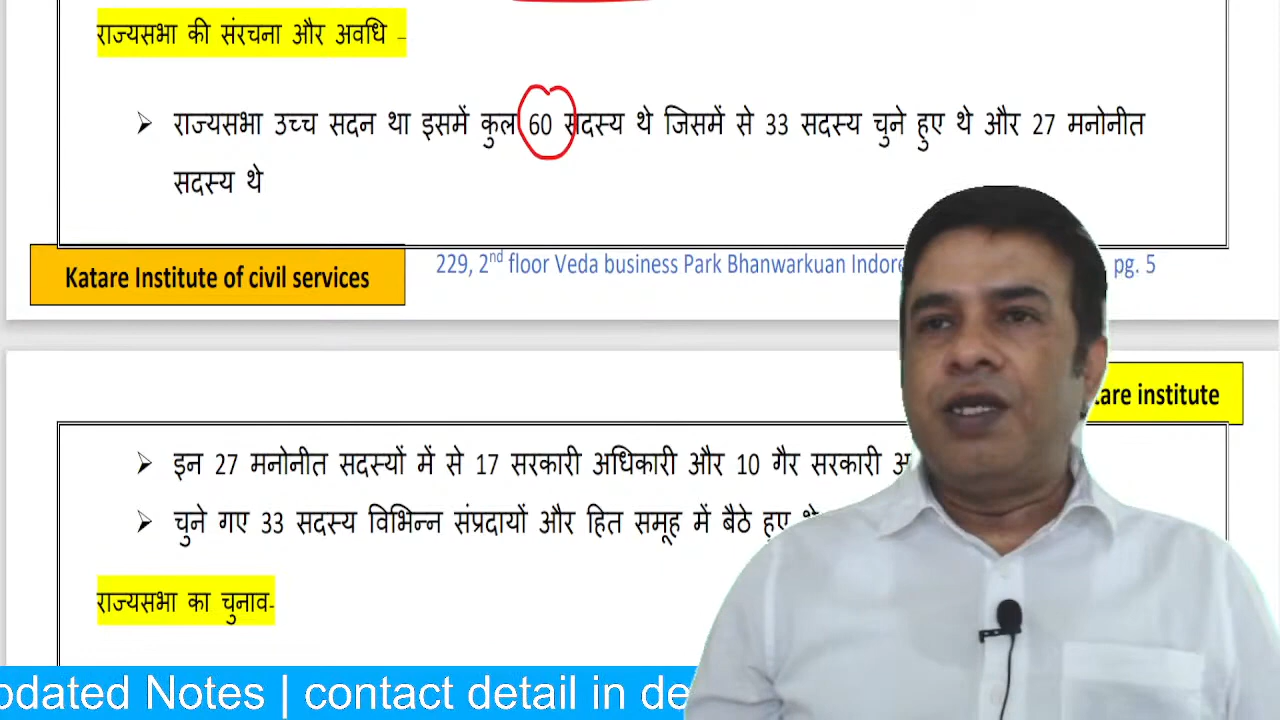 राज्यसभा की संरचना और अवधि –
➢ राज्यसभा उच्च सदन था इसमें कुल 60 सदस्य थे जिसमें से 33 सदस्य चुने हुए थे और 27 मनोनीत
सदस्य थे
Katare Institute of civil services
229, 2nd floor Veda business Park Bhanwarkuan Indore
pg. 5
tare institute
➢ इन 27 मनोनीत सदस्यों में से 17 सरकारी अधिकारी और 10 गैर सरकारी
➢ चुने गए 33 सदस्य विभिन्न संप्रदायों और हित समूह में बैठे हुए थे
राज्यसभा का चुनाव-
pdated Notes | contact detail in de